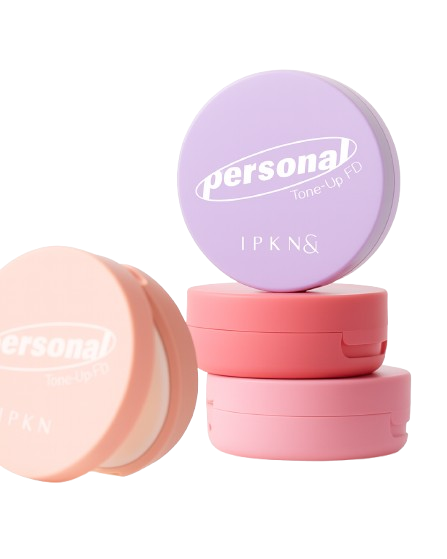 personal
Tone-Up FD
IPKN&
ersonal
Tone-Up FD
IPKN